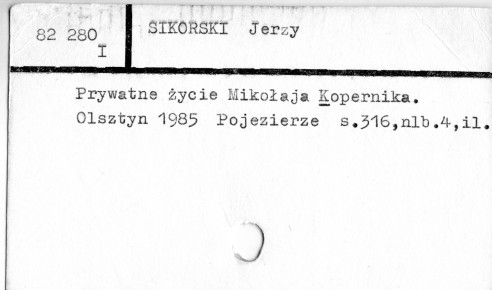 82 280
I
SIKORSKI Jerzy
Prywatne życie Mikołaja Kopernika.
Olsztyn 1985 Pojezierze s.316,nlb.4,il.